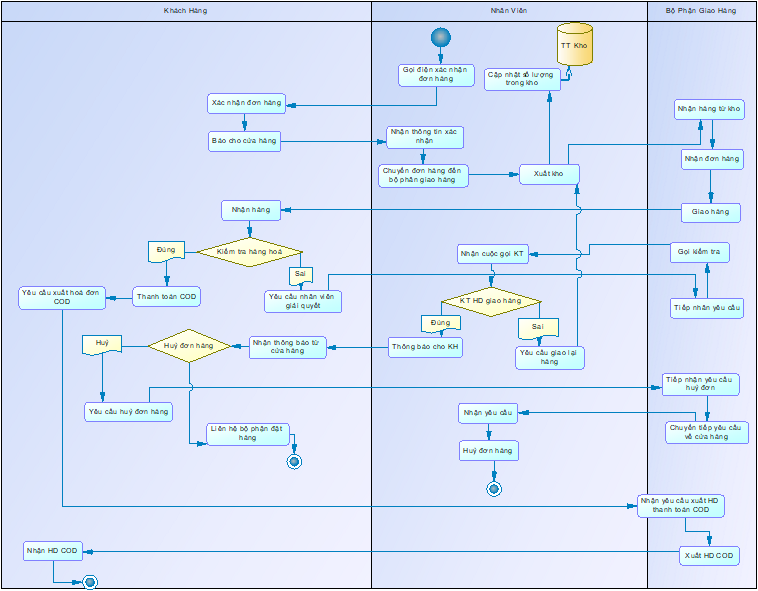 Khách Hàng
Nhân Viên
Bộ Phận Giao Hàng
TT Kho
Gọi điện xác nhận
đơn hàng
Cập nhật số lượng
trong kho
Xác nhận đơn hàng
Nhận hàng từ kho
Báo cho cửa hàng
Nhận thông tin xác
nhận
Nhận đơn hàng
Chuyển đơn hàng đến
bộ phận giao hàng
Xuất kho
Nhận hàng
Giao hàng
Đúng
Kiểm tra hàng hoá
Nhận cuộc gọi KT
Gọi kiểm tra
Sai
Yêu cầu xuất hoá đơn
COD
Thanh toán COD
Yêu cầu nhân viên
giải quyết
KT HD giao hàng
Tiếp nhận yêu cầu
Đúng
Sai
Huỷ
Huỷ đơn hàng
Nhận thông báo từ
cửa hàng
Thông báo cho KH
Yêu cầu giao lại
hàng
Tiếp nhận yêu cầu
huỷ đơn
Yêu cầu huỷ đơn hàng
Nhận yêu cầu
Liên hệ bộ phận đặt
hàng
Chuyển tiếp yêu cầu
về cửa hàng
Huỷ đơn hàng
Nhận yêu cầu xuất HD
thanh toán COD
Nhận HD COD
Xuất HD COD